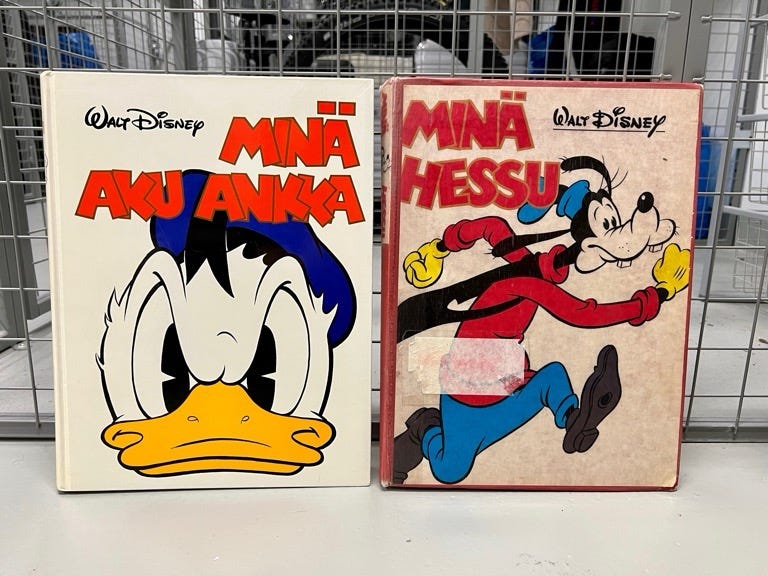 Walt Disney
MINÄ
AKU ANKKA
MINÄ
Walt Disney
HESSU